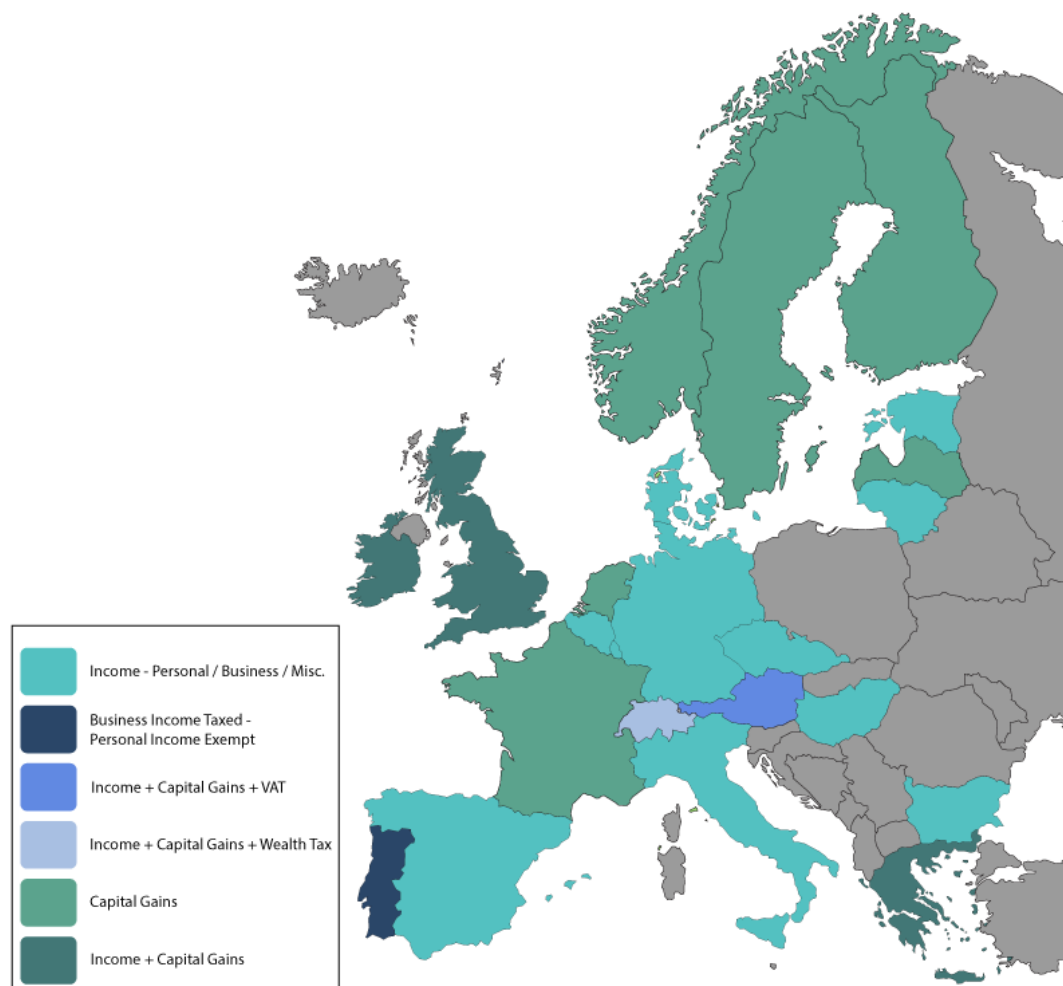 Income - Personal / Business / Misc.
Business Income Taxed -
Personal Income Exempt
Income + Capital Gains + VAT
Income + Capital Gains + Wealth Tax
Capital Gains
Income + Capital Gains